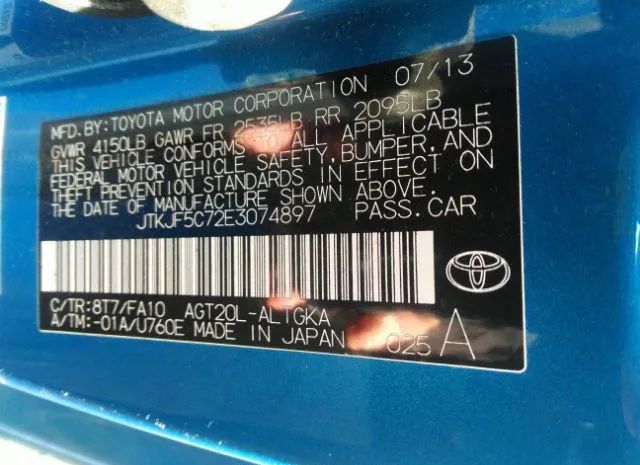 07/13
MFD. BY: TOYOTA MOTOR CORPORATION
GVWR 4150LB GAWR FR 2535LB RR 2095LB
THIS VEHICLE CONFORMS TO ALL APPLICABLE
FEDERAL MOTOR VEHICLE SAFETY, BUMPER, AND
THEFT PREVENTION STANDARDS IN EFFECT ON
THE DATE OF MANUFACTURE SHOWN ABOVE.
JTKJF5C72E3074897 PASS. CAR
C/TR: 8T7/FA10 AGT20L-ALTGKA
A/TM: -01A/U760E MADE IN JAPAN
025 A